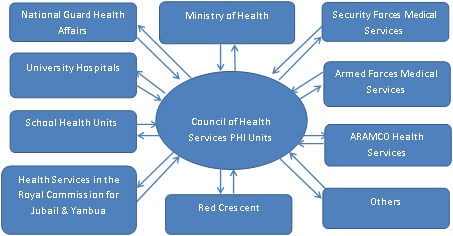 National Guard Health
Affairs
Ministry of Health
Security Forces Medical
Services
University Hospitals
Armed Forces Medical
Services
School Health Units
Council of Health
Services PHI Units
ARAMCO Health
Services
Health Services in the
Royal Commission for
Jubail & Yanbua
Red Crescent
Others